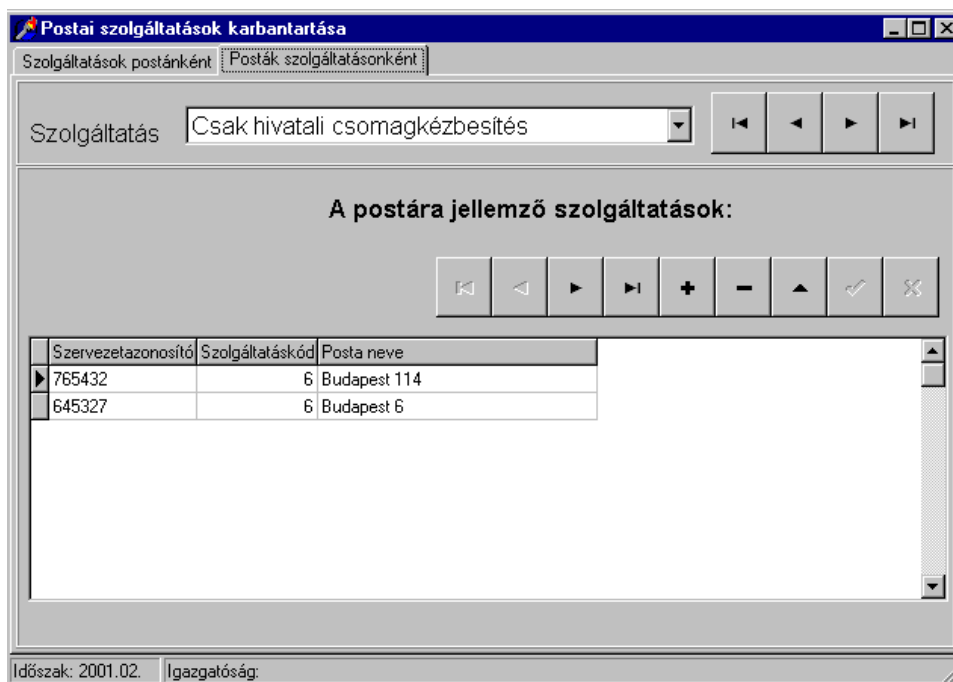 Postai szolgáltatások karbantartása
Szolgáltatások postánként Posták szolgáltatásonként
Szolgáltatás Csak hivatali csomagkézbesítés
A postára jellemző szolgáltatások:
Szervezetazonosító Szolgáltatáskód Posta neve
765432 6 Budapest 114
645327 6 Budapest 6
Időszak: 2001.02. Igazgatóság: